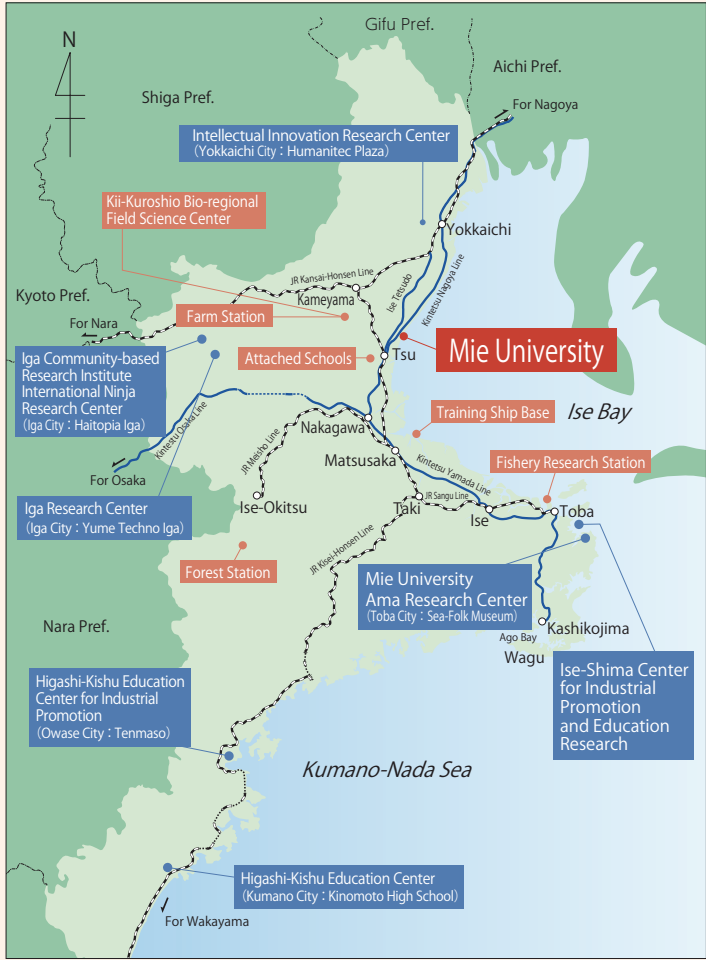 Gifu Pref.
N
Aichi Pref.
Shiga Pref.
For Nagoya
Intellectual Innovation Research Center
(Yokkaichi City : Humanitec Plaza)
Kii-Kuroshio Bio-regional
Field Science Center
Yokkaichi
JR Kansai-Honsen Line
Ise Tetsudo
Kintetsu Nagoya Line
Kyoto Pref.
Kameyama
Farm Station
For Nara
Mie University
Iga Community-based
Research Institute
International Ninja
Research Center
(Iga City : Haitopia Iga)
Attached Schools
Tsu
Training Ship Base
Ise Bay
Nakagawa
Kintestu Osaka Line
JR Meisho Line
Matsusaka
Kintetsu Yamada Line
Fishery Research Station
For Osaka
Iga Research Center
(Iga City : Yume Techno Iga)
Ise-Okitsu
Taki
JR Sangu Line
Ise
Toba
JR Kisei-Honsen Line
Forest Station
Mie University
Ama Research Center
(Toba City : Sea-Folk Museum)
Nara Pref.
Kashikojima
Ago Bay
Wagu
Ise-Shima Center
for Industrial
Promotion
and Education
Research
Higashi-Kishu Education
Center for Industrial
Promotion
(Owase City : Tenmaso)
Kumano-Nada Sea
Higashi-Kishu Education Center
(Kumano City : Kinomoto High School)
For Wakayama